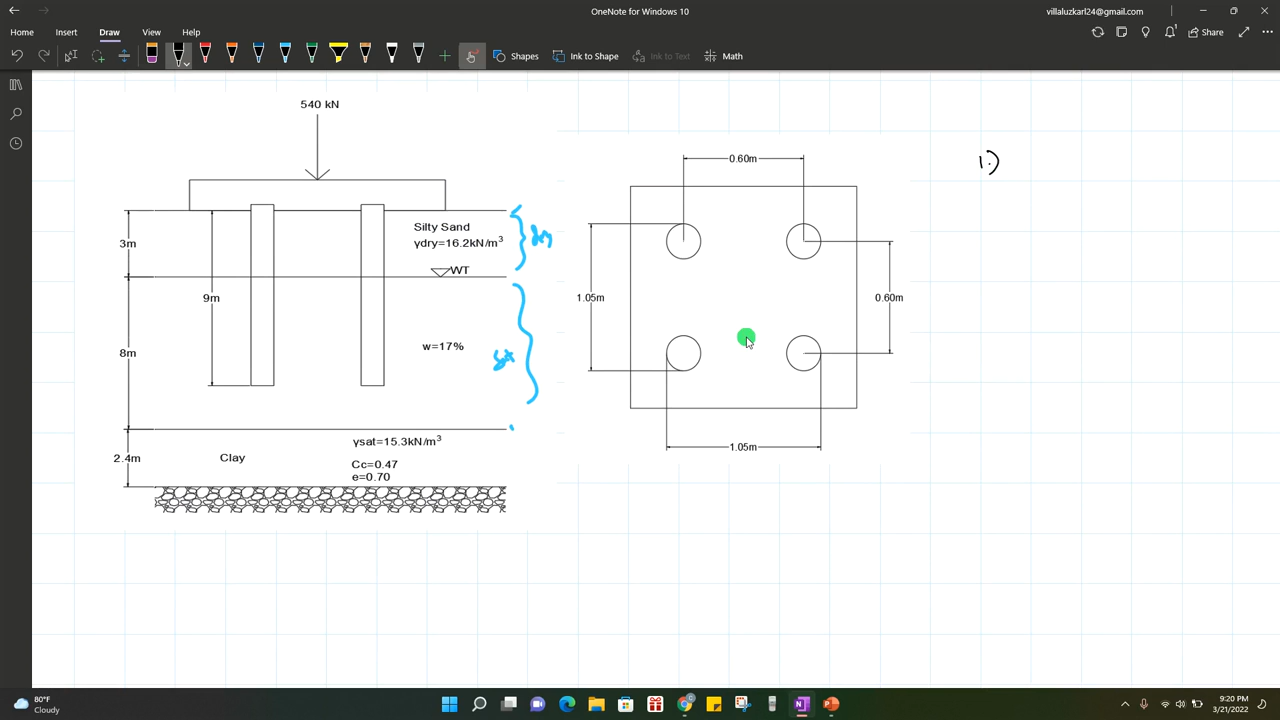 OneNote for Windows 10
villaluzkarl24@gmail.com
Home Insert Draw View Help
Share
Shapes Ink to Shape Ink to Text Math
540 kN
3m
8m
2.4m
9m
Silty Sand
γdry=16.2kN/m³
WT
w=17%
γsat=15.3kN/m³
Clay
Cc=0.47
e=0.70
dry
sat
0.60m
1.05m
0.60m
1.05m
1.)
80°F
Cloudy
9:20 PM
3/21/2022